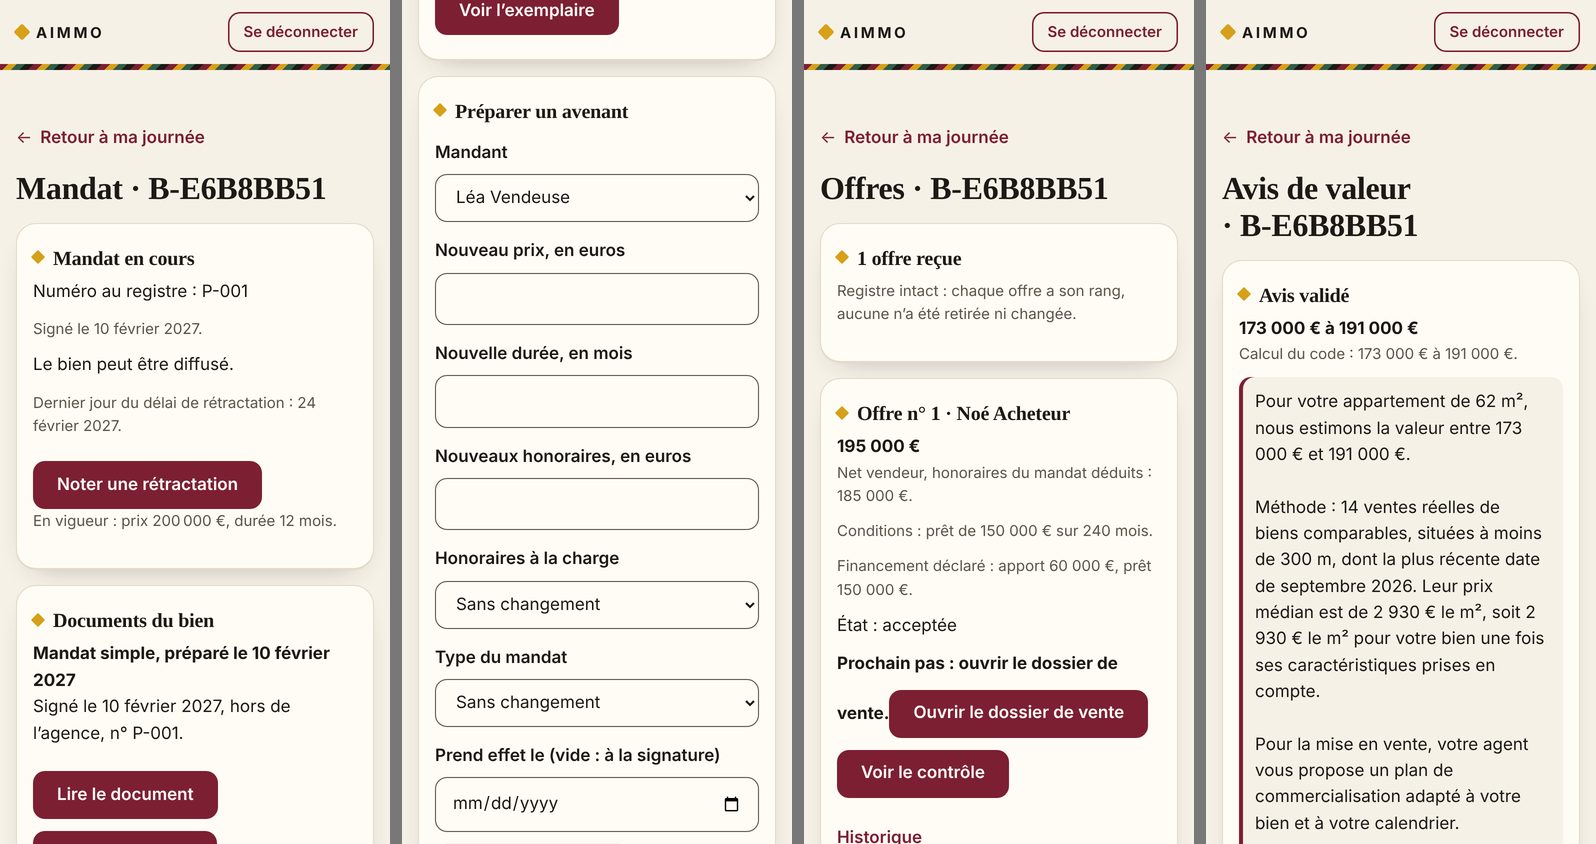 AIMMO
Se déconnecter
← Retour à ma journée
Mandat · B-E6B8BB51
Mandat en cours
Numéro au registre : P-001
Signé le 10 février 2027.
Le bien peut être diffusé.
Dernier jour du délai de rétractation : 24
février 2027.
Noter une rétractation
En vigueur : prix 200 000 €, durée 12 mois.
Documents du bien
Mandat simple, préparé le 10 février
2027
Signé le 10 février 2027, hors de
l’agence, n° P-001.
Lire le document
Voir l’exemplaire
Préparer un avenant
Mandant
Léa Vendeuse
Nouveau prix, en euros
Nouvelle durée, en mois
Nouveaux honoraires, en euros
Honoraires à la charge
Sans changement
Type du mandat
Sans changement
Prend effet le (vide : à la signature)
mm/dd/yyyy
AIMMO
Se déconnecter
← Retour à ma journée
Offres · B-E6B8BB51
1 offre reçue
Registre intact : chaque offre a son rang,
aucune n’a été retirée ni changée.
Offre n° 1 · Noé Acheteur
195 000 €
Net vendeur, honoraires du mandat déduits :
185 000 €.
Conditions : prêt de 150 000 € sur 240 mois.
Financement déclaré : apport 60 000 €, prêt
150 000 €.
État : acceptée
Prochain pas : ouvrir le dossier de
vente. Ouvrir le dossier de vente
Voir le contrôle
Historique
AIMMO
Se déconnecter
← Retour à ma journée
Avis de valeur
· B-E6B8BB51
Avis validé
173 000 € à 191 000 €
Calcul du code : 173 000 € à 191 000 €.
Pour votre appartement de 62 m²,
nous estimons la valeur entre 173
000 € et 191 000 €.
Méthode : 14 ventes réelles de
biens comparables, situées à moins
de 300 m, dont la plus récente date
de septembre 2026. Leur prix
médian est de 2 930 € le m², soit 2
930 € le m² pour votre bien une fois
ses caractéristiques prises en
compte.
Pour la mise en vente, votre agent
vous propose un plan de
commercialisation adapté à votre
bien et à votre calendrier.